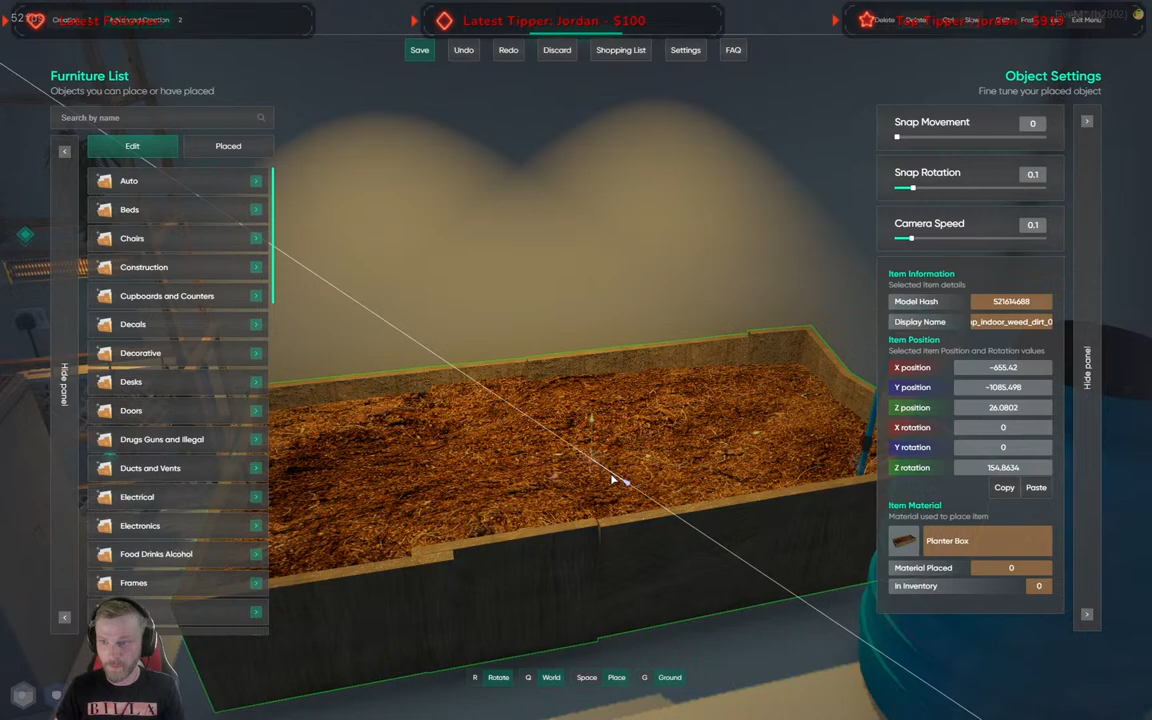 Latest Tipper: Jordan - $100
Save
Undo
Redo
Discard
Shopping List
Settings
FAQ
Exit Menu
Furniture List
Objects you can place or have placed
Search by name
Edit
Placed
Auto
Beds
Chairs
Construction
Cupboards and Counters
Decals
Decorative
Desks
Doors
Drugs Guns and Illegal
Ducts and Vents
Electrical
Electronics
Food Drinks Alcohol
Frames
Hide panel
Object Settings
Fine tune your placed object
Snap Movement 0
Snap Rotation 0.1
Camera Speed 0.1
Item Information
Selected item details
Model Hash 521614688
Display Name p_indoor_weed_dirt_0
Item Position
Selected Item Position and Rotation values
X position -655.42
Y position -1085.498
Z position 26.0802
X rotation 0
Y rotation 0
Z rotation 154.8634
Copy Paste
Item Material
Material used to place item
Planter Box
Material Placed 0
In Inventory 0
Hide panel
R Rotate Q World Space Place G Ground